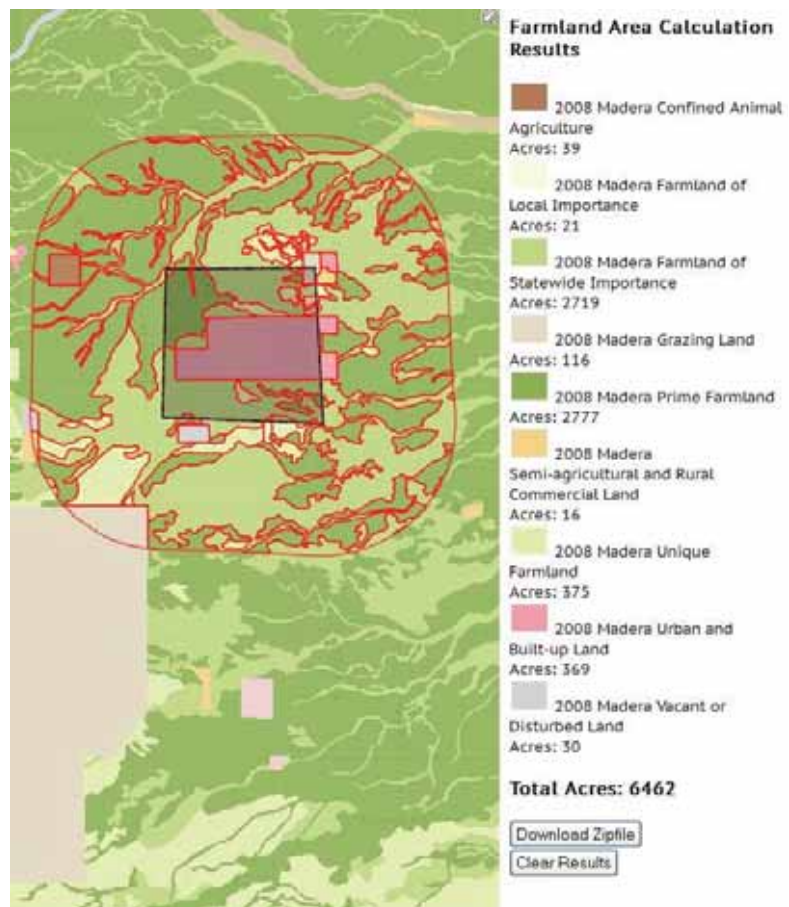 Farmland Area Calculation
Results
2008 Madera Confined Animal
Agriculture
Acres: 39
2008 Madera Farmland of
Local Importance
Acres: 21
2008 Madera Farmland of
Statewide Importance
Acres: 2719
2008 Madera Grazing Land
Acres: 116
2008 Madera Prime Farmland
Acres: 2777
2008 Madera
Semi-agricultural and Rural
Commercial Land
Acres: 16
2008 Madera Unique
Farmland
Acres: 375
2008 Madera Urban and
Built-up Land
Acres: 369
2008 Madera Vacant or
Disturbed Land
Acres: 30
Total Acres: 6462
Download Zipfile
Clear Results